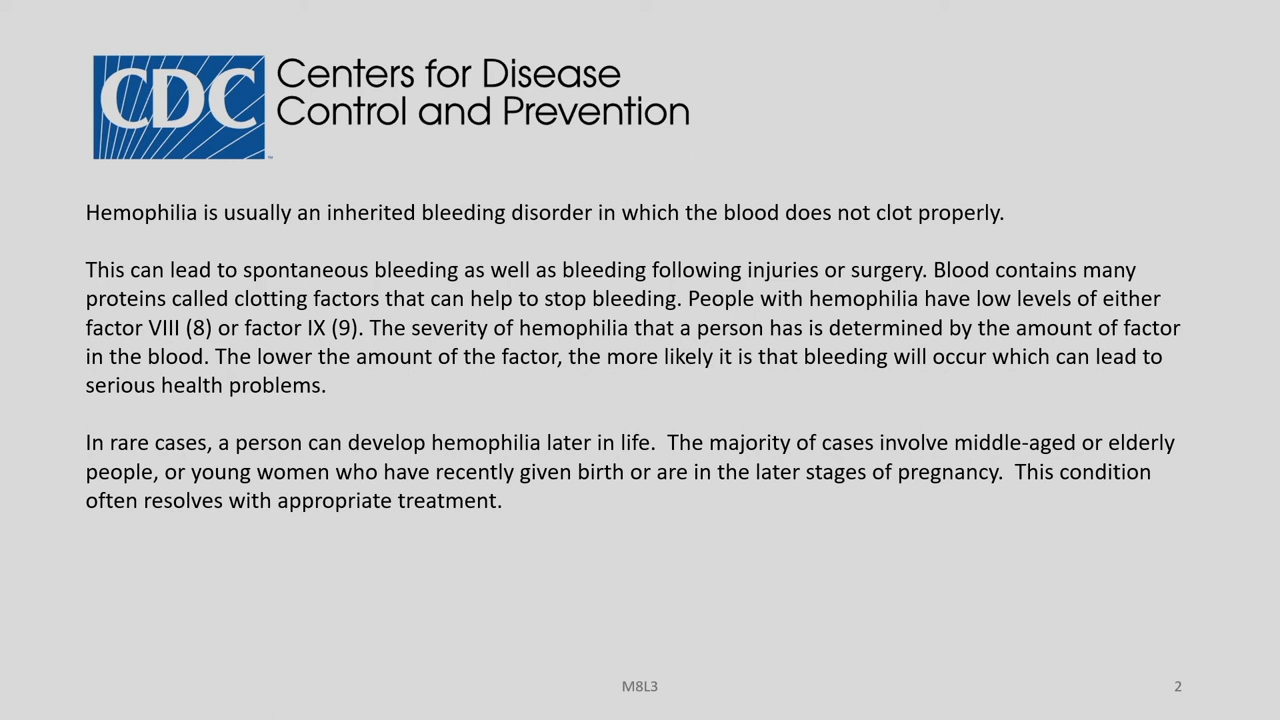 CDC
Centers for Disease
Control and Prevention
Hemophilia is usually an inherited bleeding disorder in which the blood does not clot properly.
This can lead to spontaneous bleeding as well as bleeding following injuries or surgery. Blood contains many
proteins called clotting factors that can help to stop bleeding. People with hemophilia have low levels of either
factor VIII (8) or factor IX (9). The severity of hemophilia that a person has is determined by the amount of factor
in the blood. The lower the amount of the factor, the more likely it is that bleeding will occur which can lead to
serious health problems.
In rare cases, a person can develop hemophilia later in life.  The majority of cases involve middle-aged or elderly
people, or young women who have recently given birth or are in the later stages of pregnancy.  This condition
often resolves with appropriate treatment.
M8L3
2